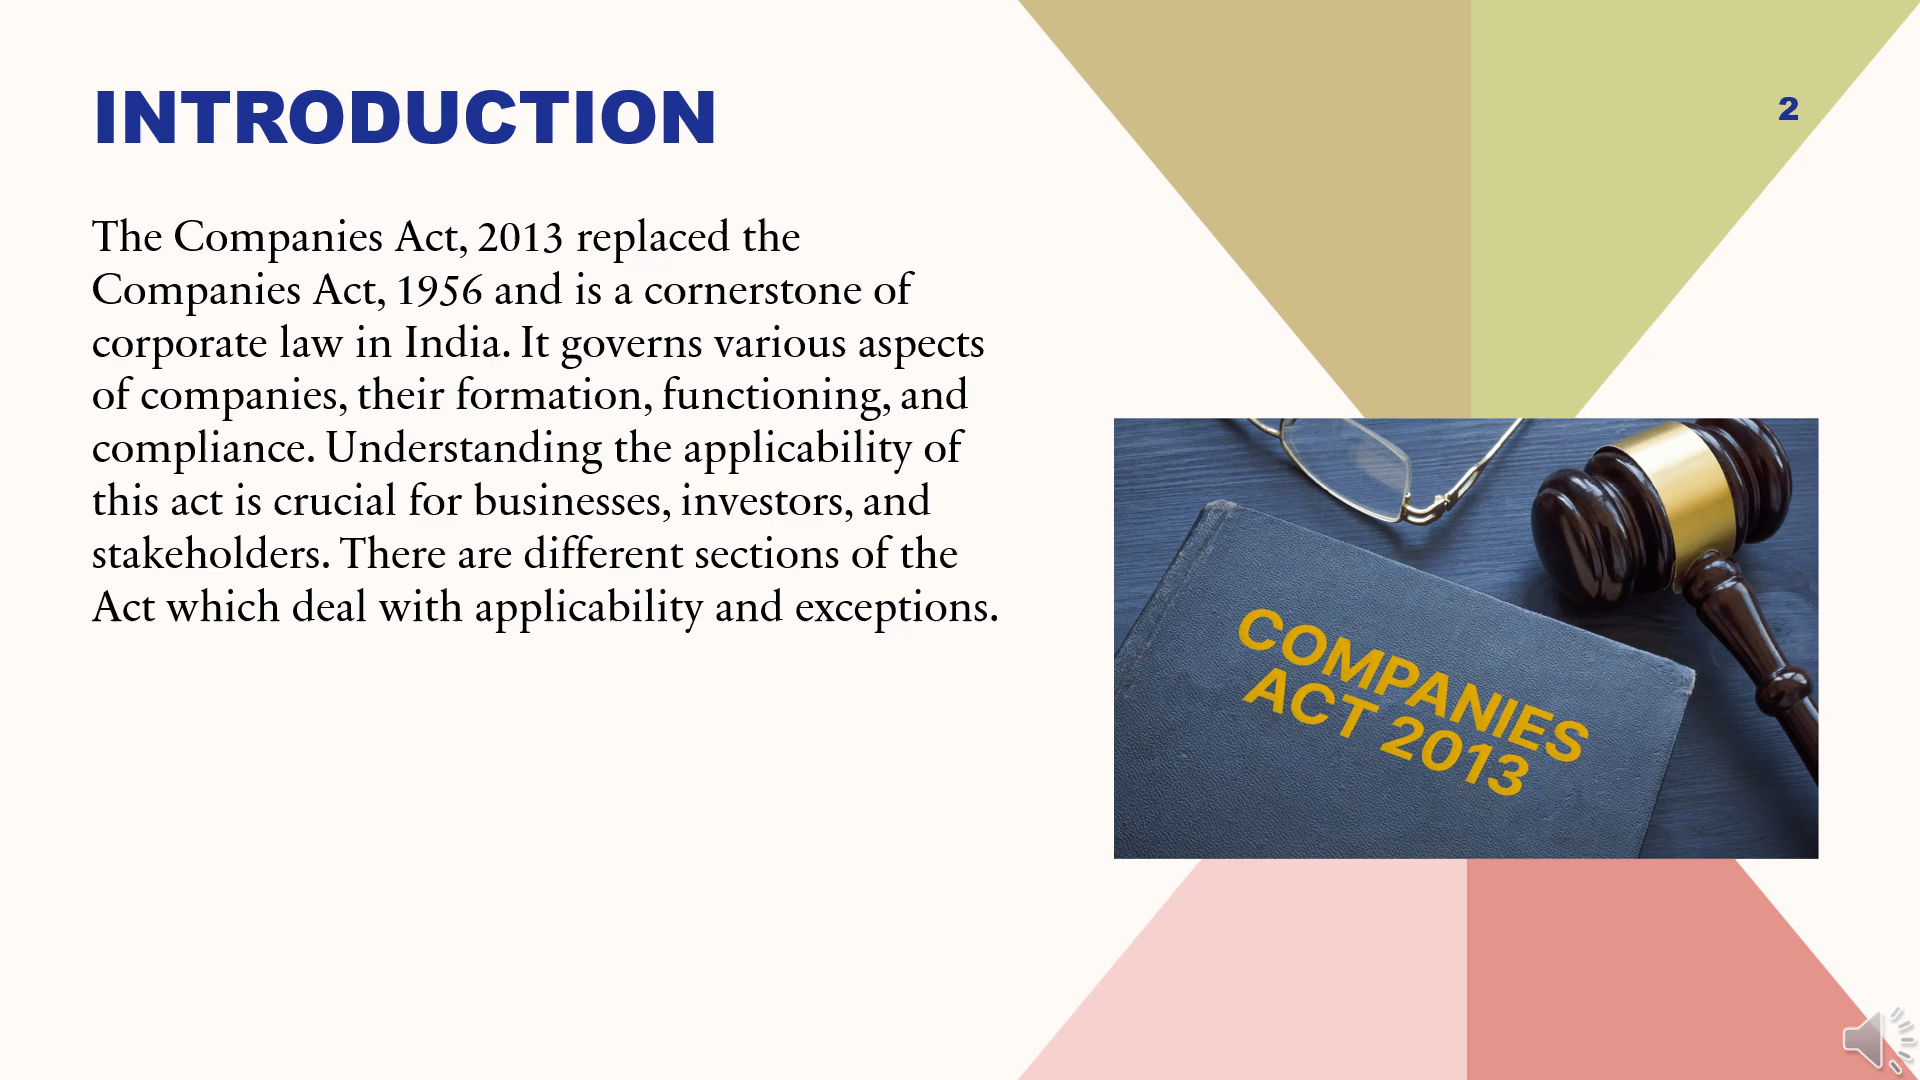 INTRODUCTION
2
The Companies Act, 2013 replaced the
Companies Act, 1956 and is a cornerstone of
corporate law in India. It governs various aspects
of companies, their formation, functioning, and
compliance. Understanding the applicability of
this act is crucial for businesses, investors, and
stakeholders. There are different sections of the
Act which deal with applicability and exceptions.
COMPANIES
ACT 2013